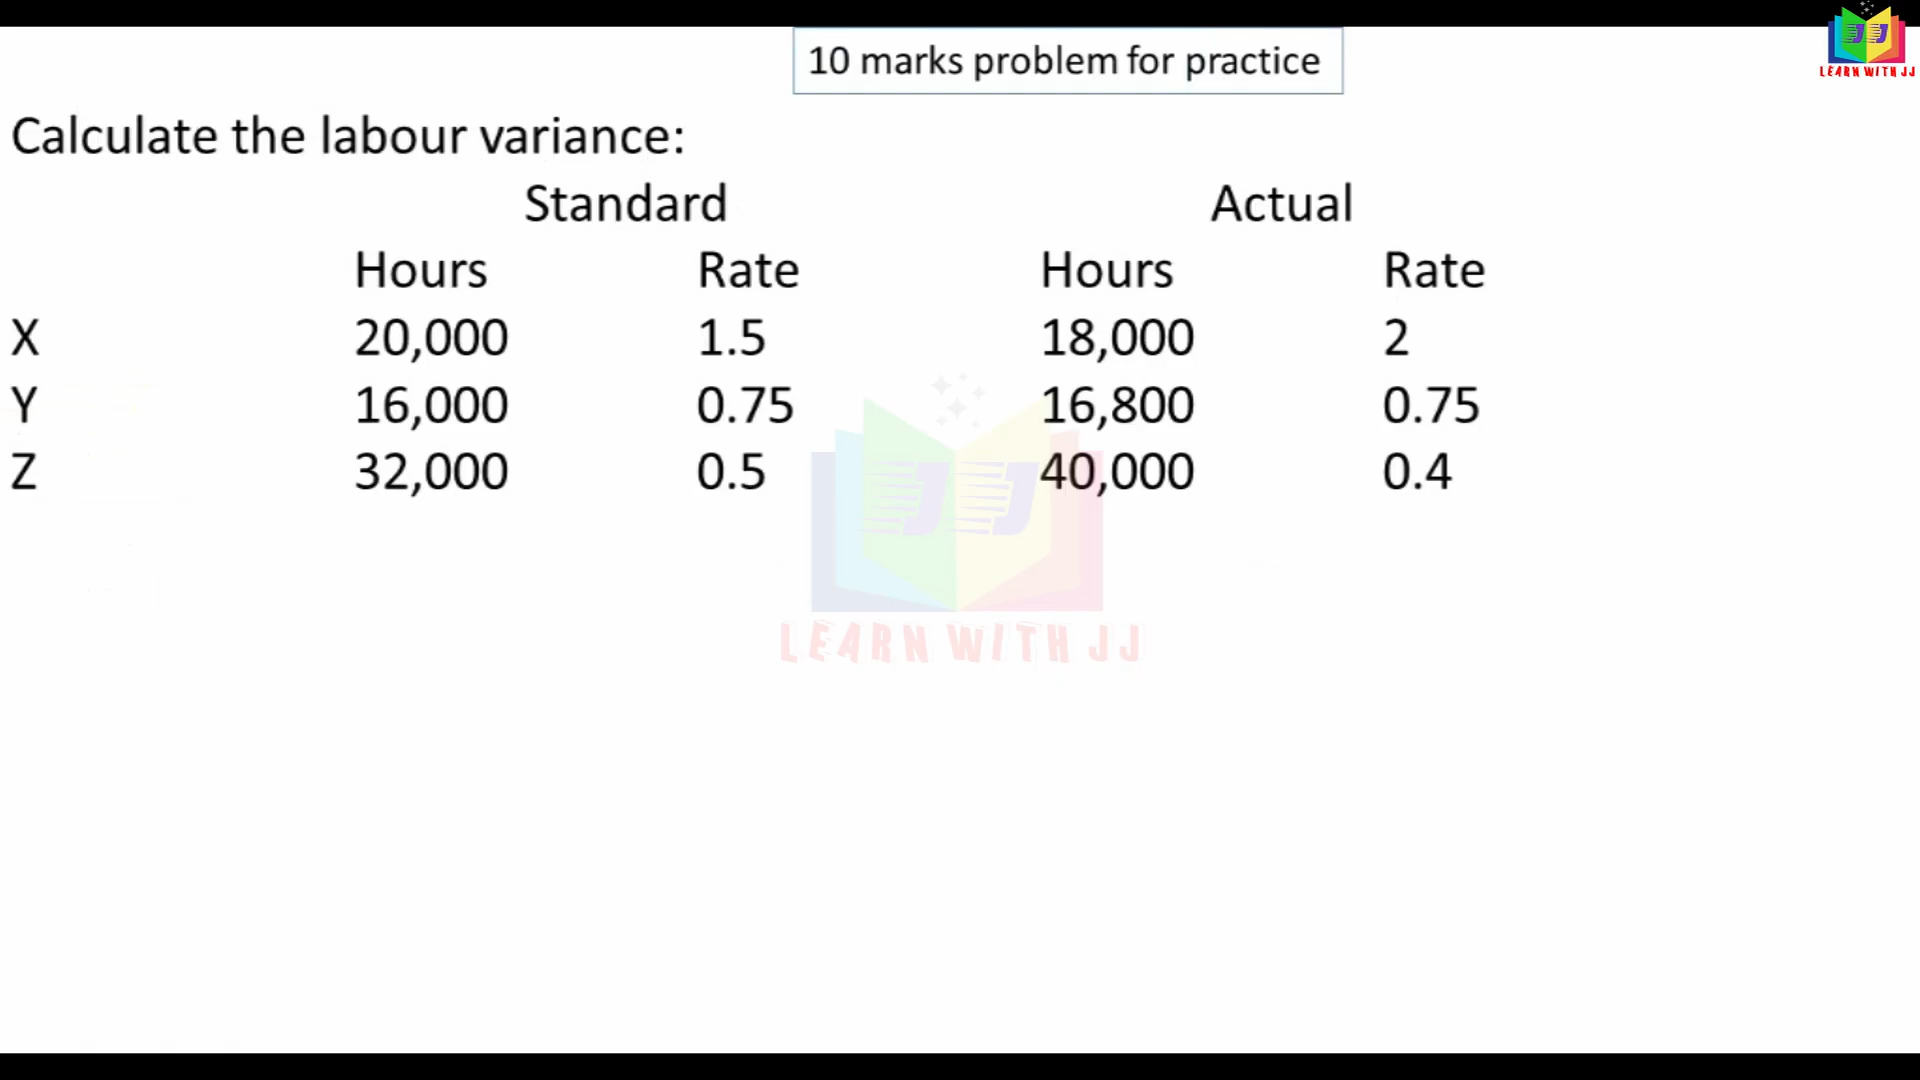 10 marks problem for practice
LEARN WITH JJ
Calculate the labour variance:
Standard Actual
Hours Rate Hours Rate
X 20,000 1.5 18,000 2
Y 16,000 0.75 16,800 0.75
Z 32,000 0.5 40,000 0.4
JJ
LEARN WITH JJ